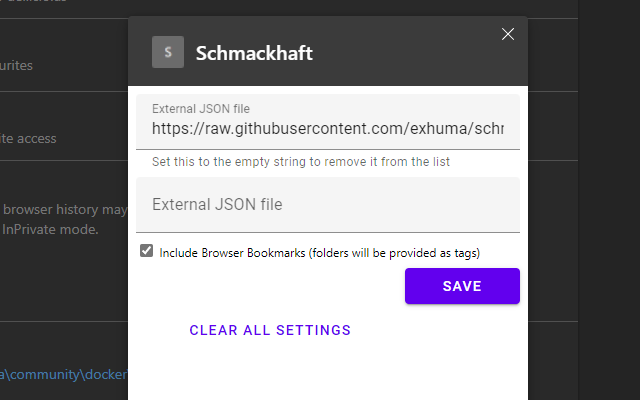 S
Schmackhaft
urites
External JSON file
https://raw.githubusercontent.com/exhuma/schr
Set this to the empty string to remove it from the list
ite access
External JSON file
browser history may
InPrivate mode.
Include Browser Bookmarks (folders will be provided as tags)
SAVE
CLEAR ALL SETTINGS
a\community\docker